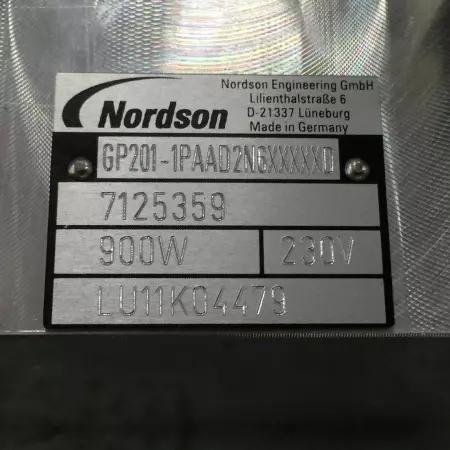 Nordson
Nordson Engineering GmbH
Lilienthalstraße 6
D-21337 Lüneburg
Made in Germany
GP201-1PAAD2N6XXXXXD
7125359
900W
230V
LU11K04479